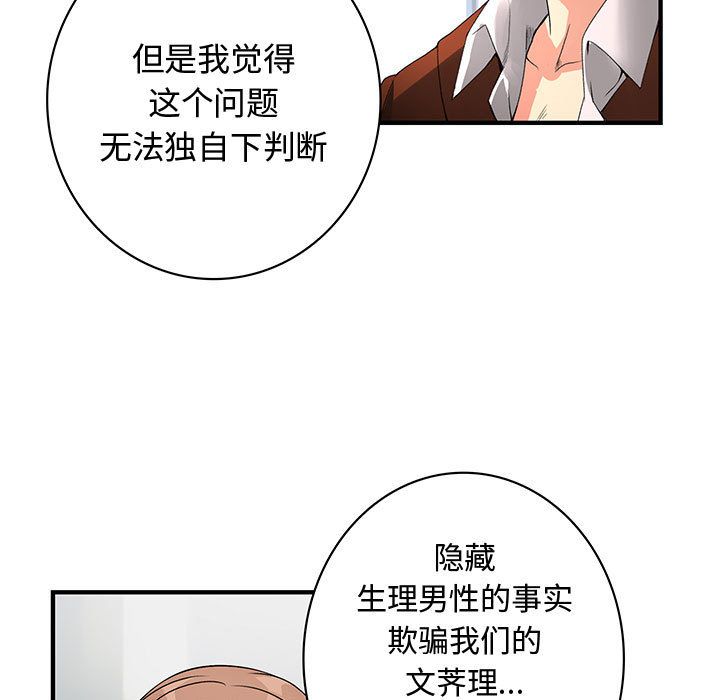 但是我觉得
这个问题
无法独自下判断
隐藏
生理男性的事实
欺骗我们的
文荠理...